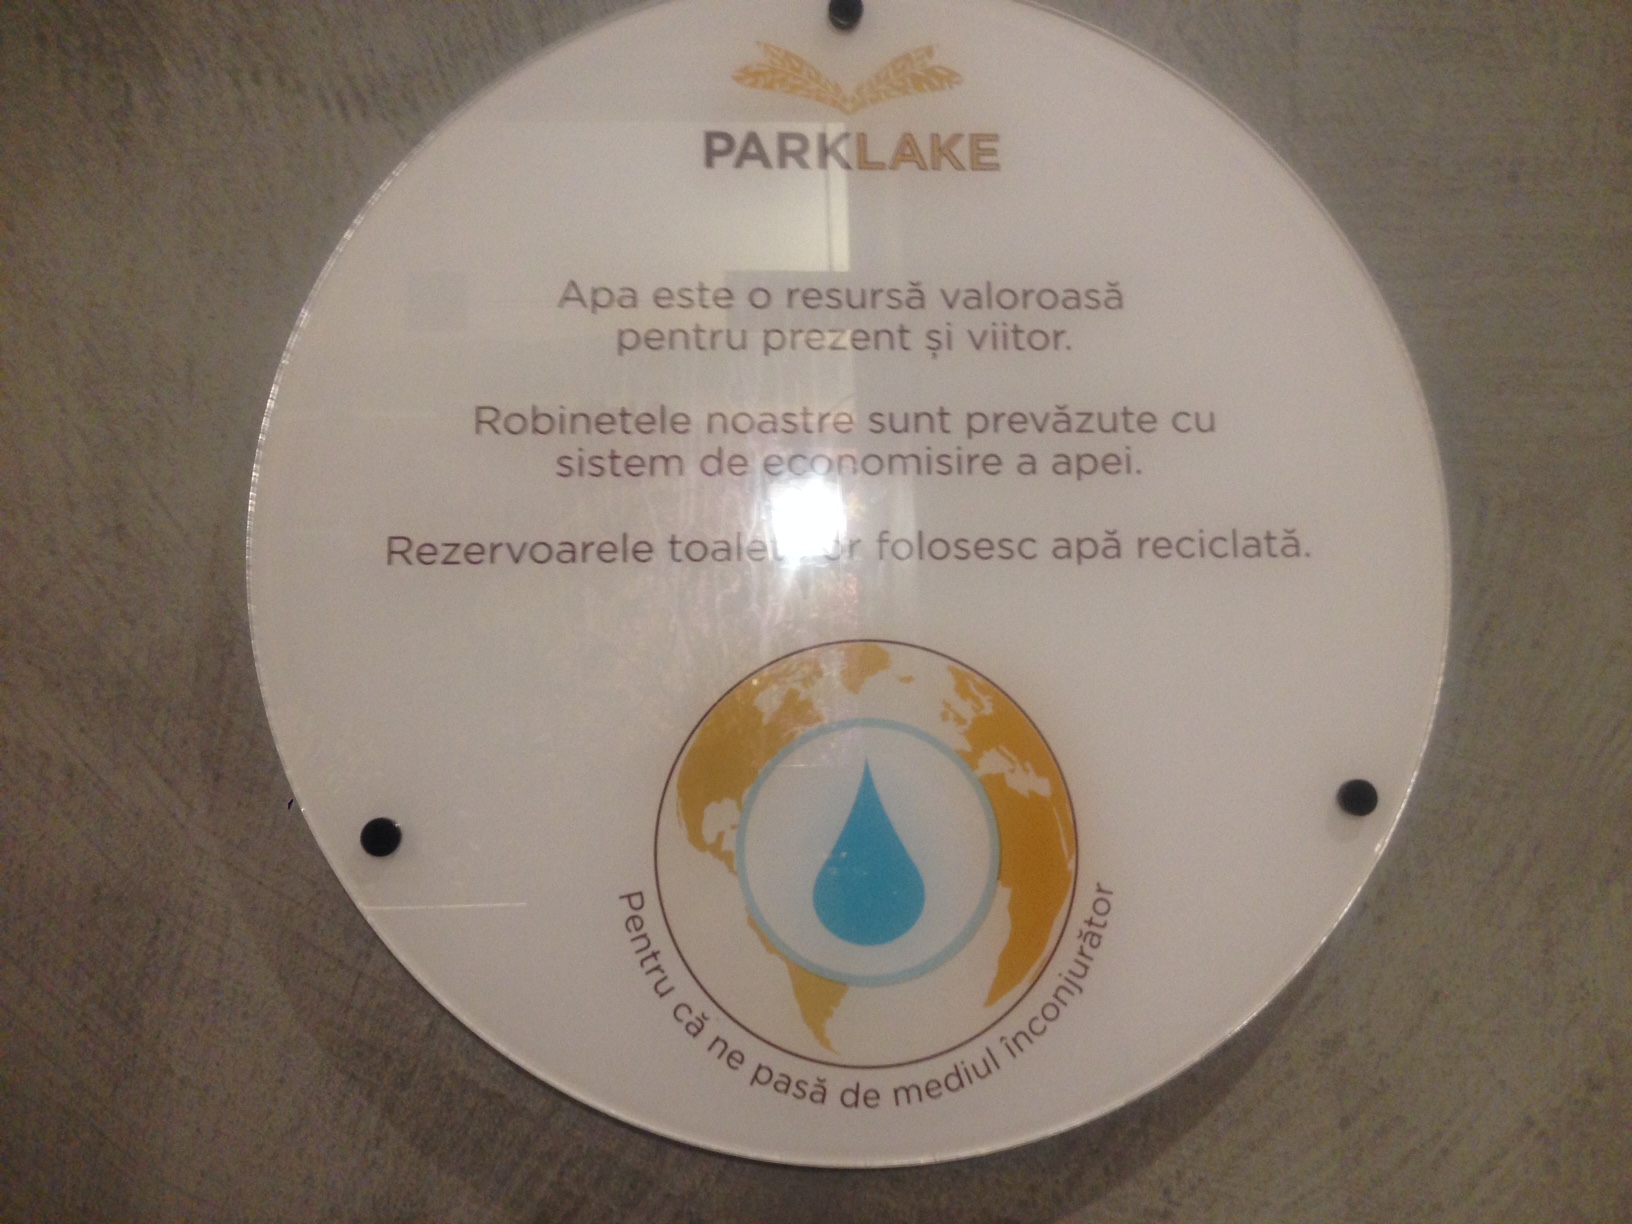 PARKLAKE
Apa este o resursă valoroasă
pentru prezent și viitor.
Robinetele noastre sunt prevăzute cu
sistem de economisire a apei.
Rezervoarele toaletelor folosesc apă reciclată.
Pentru că ne pasă de mediul înconjurător